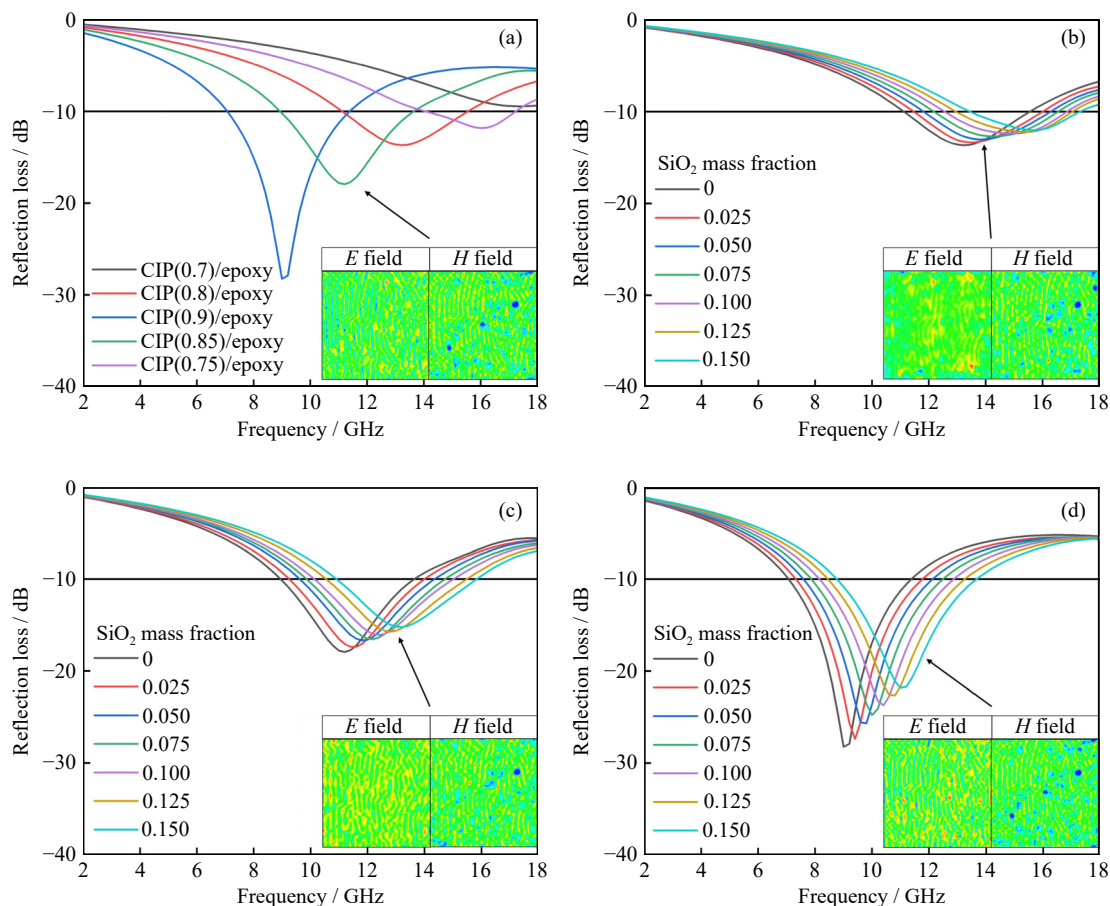 (a)
0
−10
−20
−30
−40
Reflection loss / dB
CIP(0.7)/epoxy
CIP(0.8)/epoxy
CIP(0.9)/epoxy
CIP(0.85)/epoxy
CIP(0.75)/epoxy
E field H field
2 4 6 8 10 12 14 16 18
Frequency / GHz
(b)
0
−10
−20
−30
−40
Reflection loss / dB
SiO₂ mass fraction
0
0.025
0.050
0.075
0.100
0.125
0.150
E field H field
2 4 6 8 10 12 14 16 18
Frequency / GHz
(c)
0
−10
−20
−30
−40
Reflection loss / dB
SiO₂ mass fraction
0
0.025
0.050
0.075
0.100
0.125
0.150
E field H field
2 4 6 8 10 12 14 16 18
Frequency / GHz
(d)
0
−10
−20
−30
−40
Reflection loss / dB
SiO₂ mass fraction
0
0.025
0.050
0.075
0.100
0.125
0.150
E field H field
2 4 6 8 10 12 14 16 18
Frequency / GHz